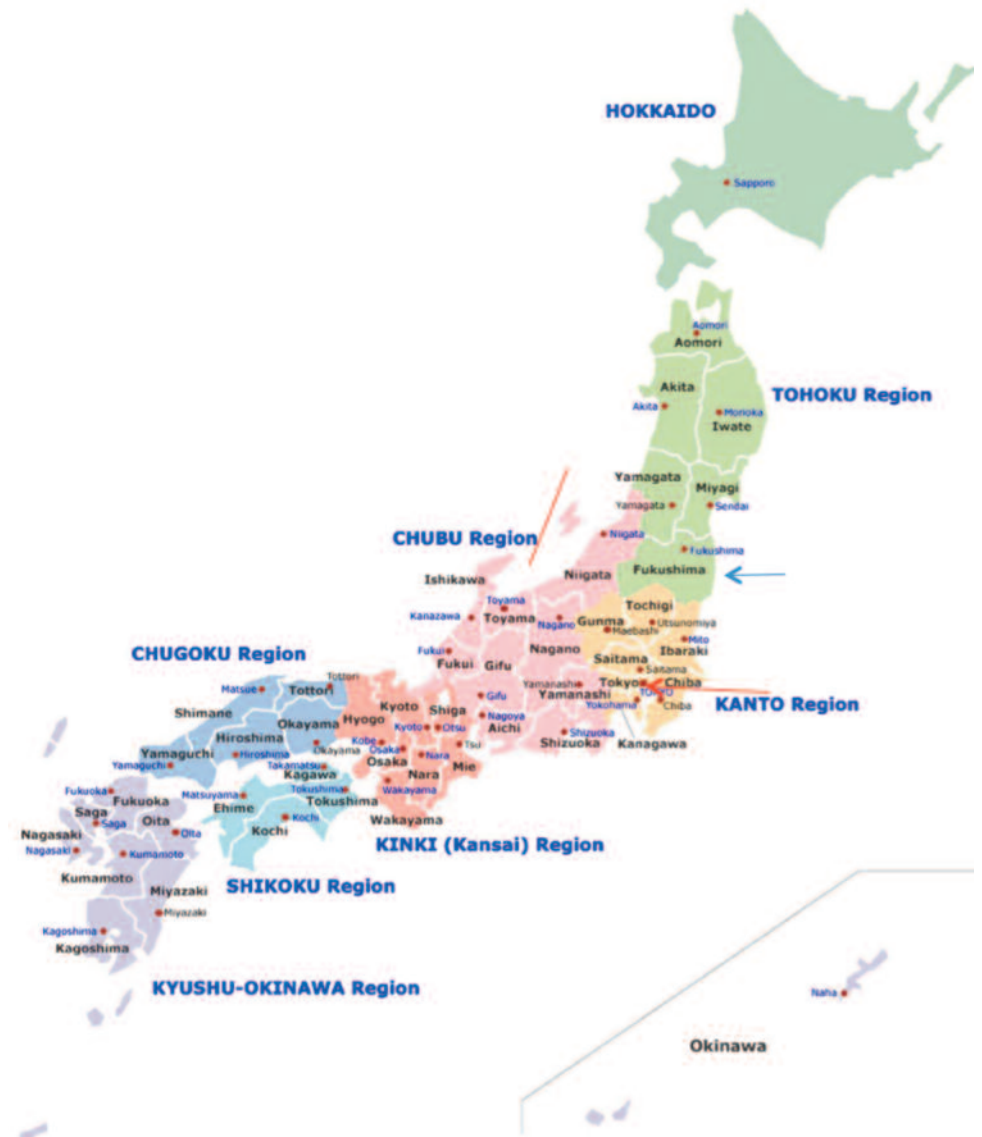 HOKKAIDO
Sapporo
Aomori
Aomori
Akita
TOHOKU Region
Akita
Monoka
Iwate
Yamagata
Miyagi
Yamagata
Sendai
CHUBU Region
Niigata
Fukushima
Ishikawa
Niigata
Fukushima
Toyama
Tochigi
Kanazawa
Toyama
Nagano
Gunma
Utsunomiya
Maebashi
Mito
Fukui
Nagano
Ibaraki
CHUGOKU Region
Fukui
Gifu
Saitama
Saitama
Tottori
Yamanashi
Tokyo
Chiba
Matsue
Tottori
Gifu
Yamanashi
TOKYO
KANTO Region
Kyoto
Shiga
Yokohama
Chiba
Shimane
Okayama
Hyogo
Nagoya
Kyoto
Otsu
Aichi
Shizuoka
Hiroshima
Kobe
Tsu
Shizuoka
Kanagawa
Okayama
Osaka
Yamaguchi
Hiroshima
Osaka
Nara
Yamaguchi
Takamatsu
Mie
Kagawa
Nara
Fukuoka
Matsuyama
Tokushima
Wakayama
Fukuoka
Ehime
Tokushima
Saga
Oita
Kochi
Wakayama
Saga
Nagasaki
Oita
Kochi
KINKI (Kansai) Region
Nagasaki
Kumamoto
Kumamoto
Miyazaki
SHIKOKU Region
Miyazaki
Kagoshima
Kagoshima
KYUSHU-OKINAWA Region
Naha
Okinawa